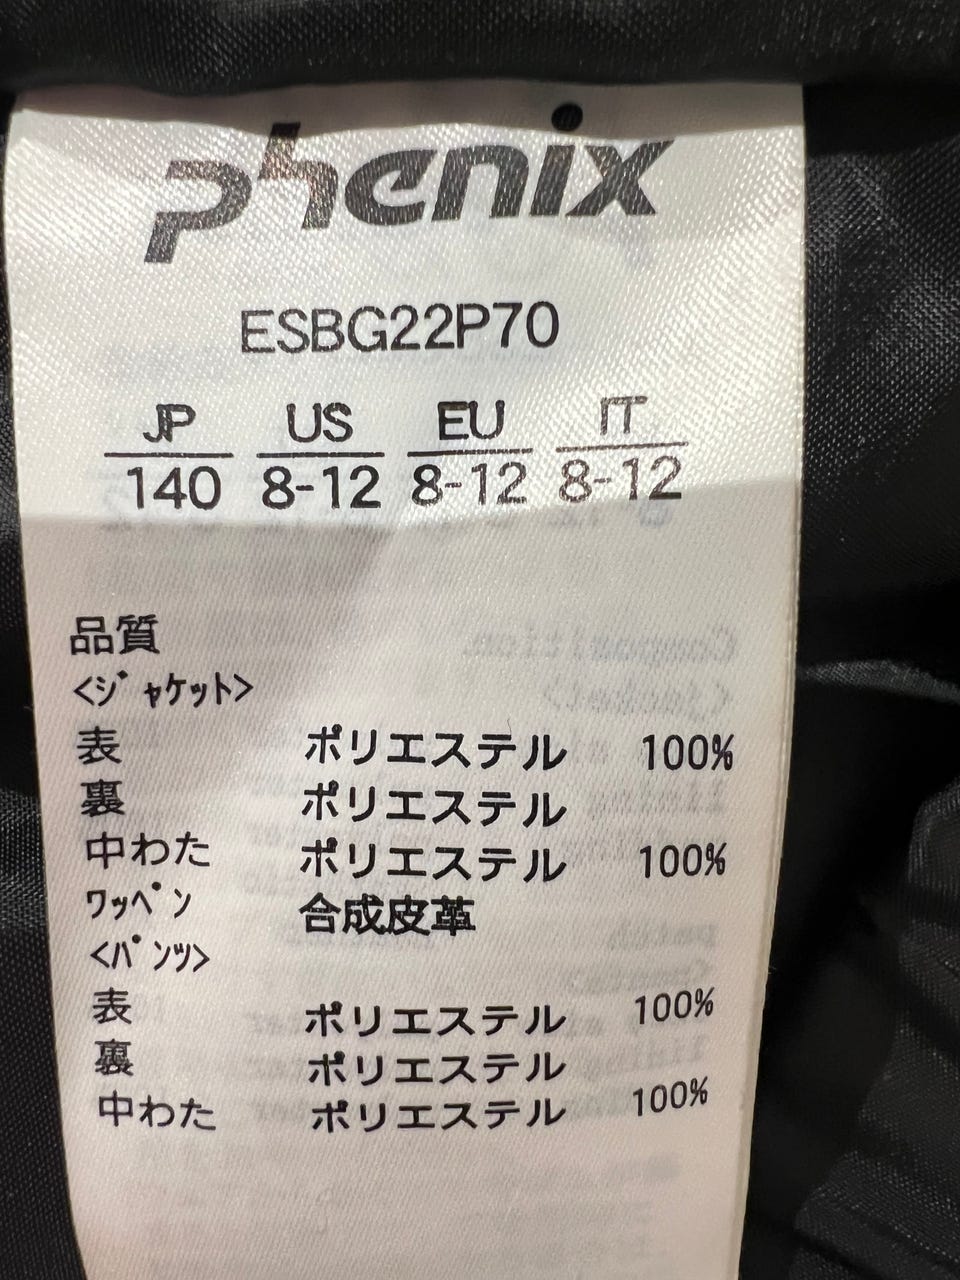 phenix
ESBG22P70
JP US EU IT
140 8-12 8-12 8-12
品質
<ｼﾞｬｹｯﾄ>
表 ポリエステル 100%
裏 ポリエステル
中わた ポリエステル 100%
ﾜｯﾍﾟﾝ 合成皮革
<ﾊﾟﾝﾂ>
表 ポリエステル 100%
裏 ポリエステル
中わた ポリエステル 100%